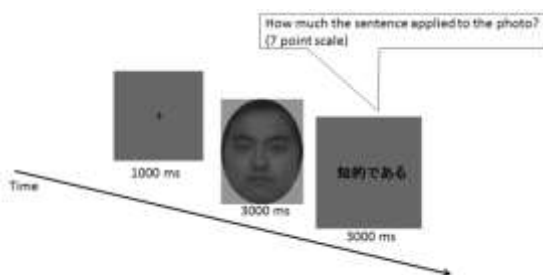 How much the sentence applied to the photo?
(7 point scale)
+
知的である
1000 ms
3000 ms
3000 ms
Time